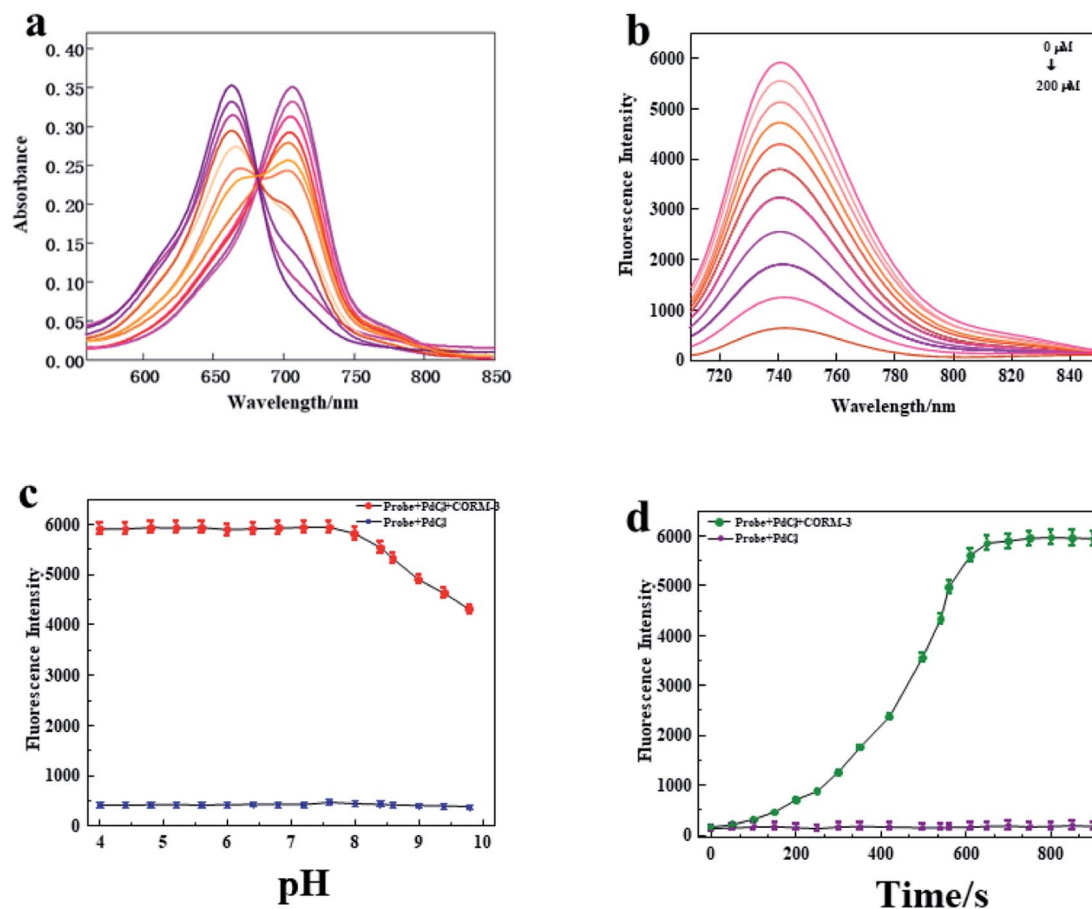 a
0.40
0.35
0.30
0.25
0.20
0.15
0.10
0.05
0.00
Absorbance
600 650 700 750 800 850
Wavelength/nm
b
0 μM
↓
200 μM
6000
5000
4000
3000
2000
1000
0
Fluorescence Intensity
720 740 760 780 800 820 840
Wavelength/nm
c
Probe+PdCl+CORM-3
Probe+PdCl
6000
5000
4000
3000
2000
1000
0
Fluorescence Intensity
4 5 6 7 8 9 10
pH
d
Probe+PdCl+CORM-3
Probe+PdCl
6000
5000
4000
3000
2000
1000
0
Fluorescence Intensity
0 200 400 600 800
Time/s